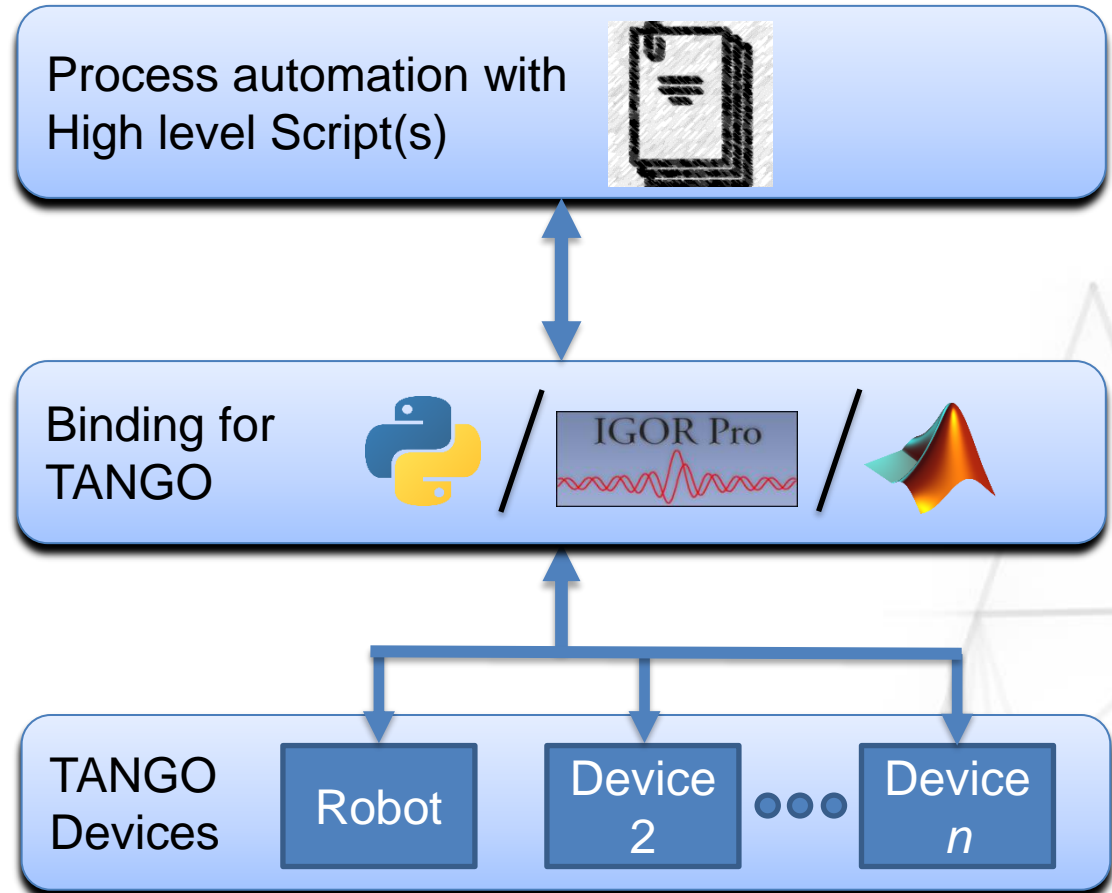 Process automation with
High level Script(s)
Binding for
TANGO
IGOR Pro
TANGO
Devices
Robot
Device
2
Device
n